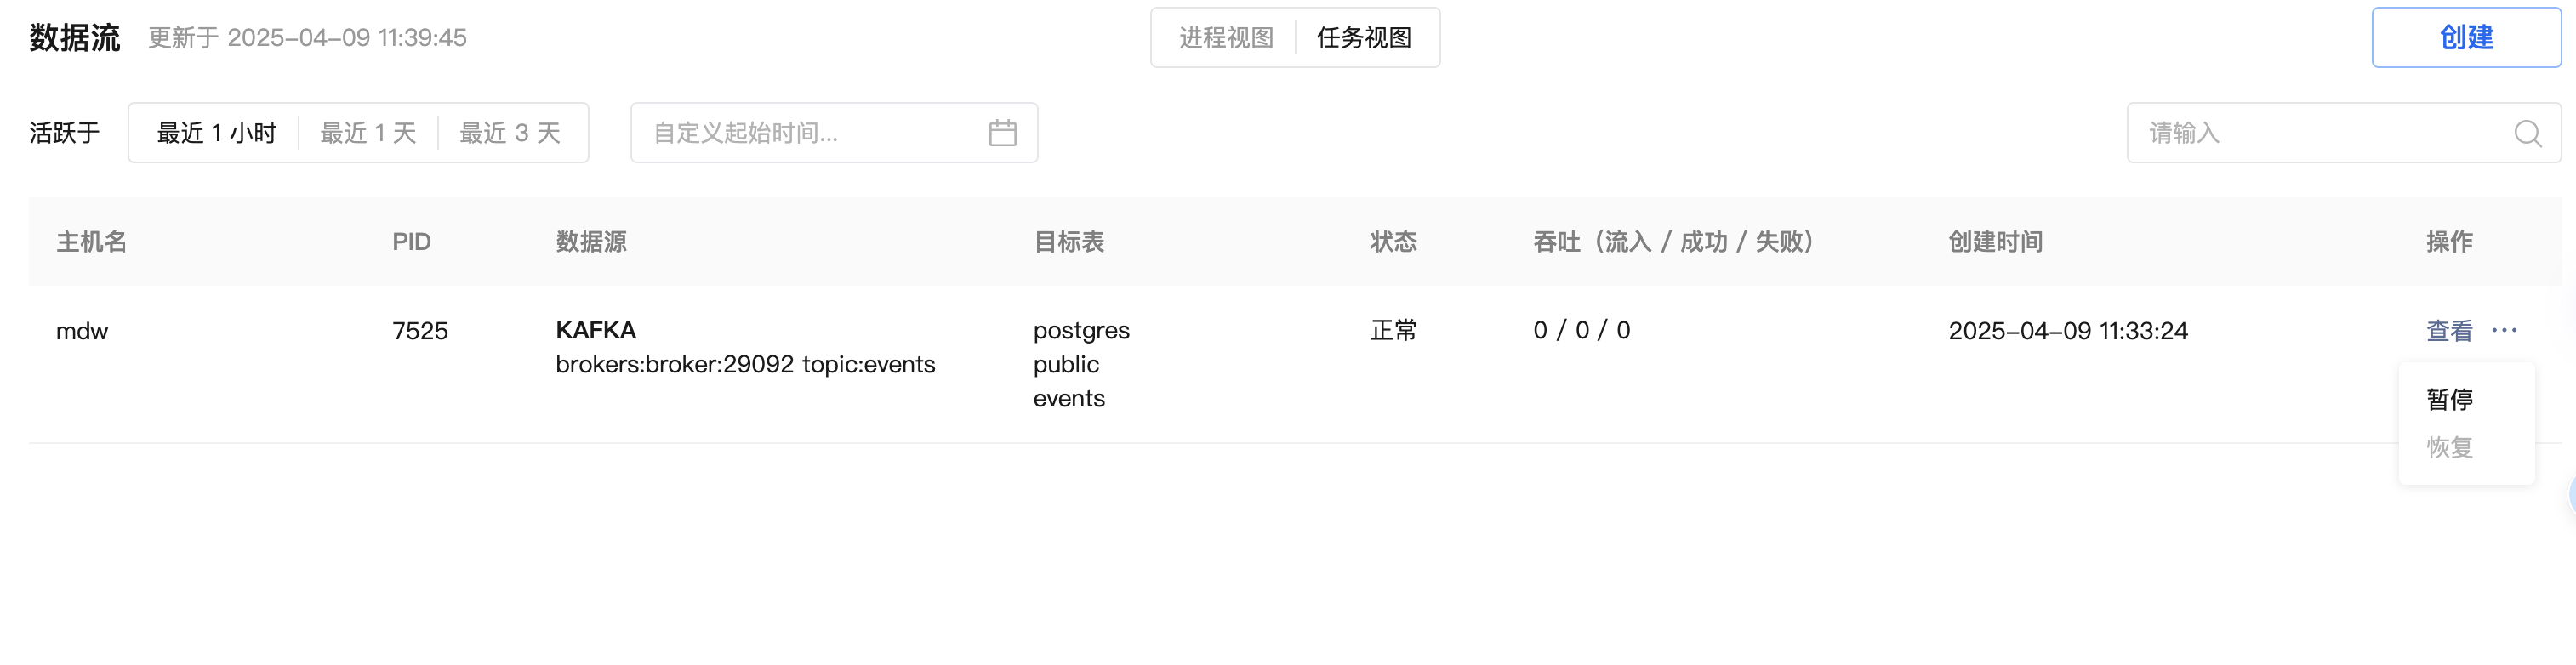 数据流 更新于 2025-04-09 11:39:45 进程视图 任务视图 创建
活跃于 最近 1 小时 最近 1 天 最近 3 天 自定义起始时间... 请输入
主机名 PID 数据源 目标表 状态 吞吐（流入 / 成功 / 失败） 创建时间 操作
mdw 7525 KAFKA postgres 正常 0 / 0 / 0 2025-04-09 11:33:24 查看 ···
brokers:broker:29092 topic:events public
events 暂停
恢复